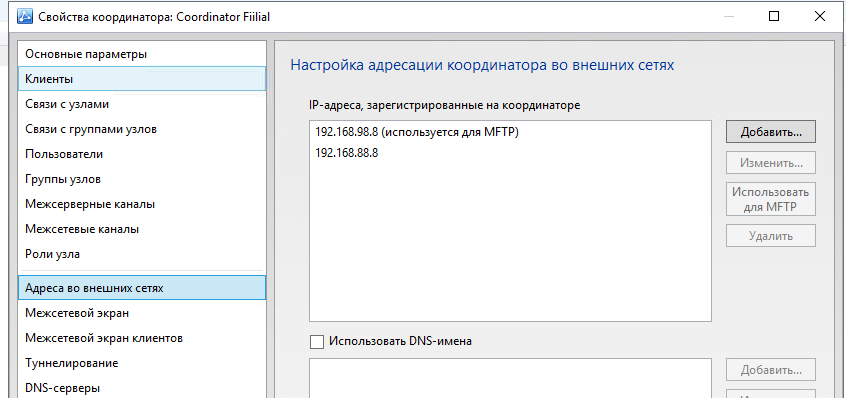 Свойства координатора: Coordinator Fiilial
Основные параметры
Клиенты
Связи с узлами
Связи с группами узлов
Пользователи
Группы узлов
Межсерверные каналы
Межсетевые каналы
Роли узла
Адреса во внешних сетях
Межсетевой экран
Межсетевой экран клиентов
Туннелирование
DNS-серверы
Настройка адресации координатора во внешних сетях
IP-адреса, зарегистрированные на координаторе
192.168.98.8 (используется для MFTP)
192.168.88.8
Добавить...
Изменить...
Использовать
для MFTP
Удалить
Использовать DNS-имена
Добавить...